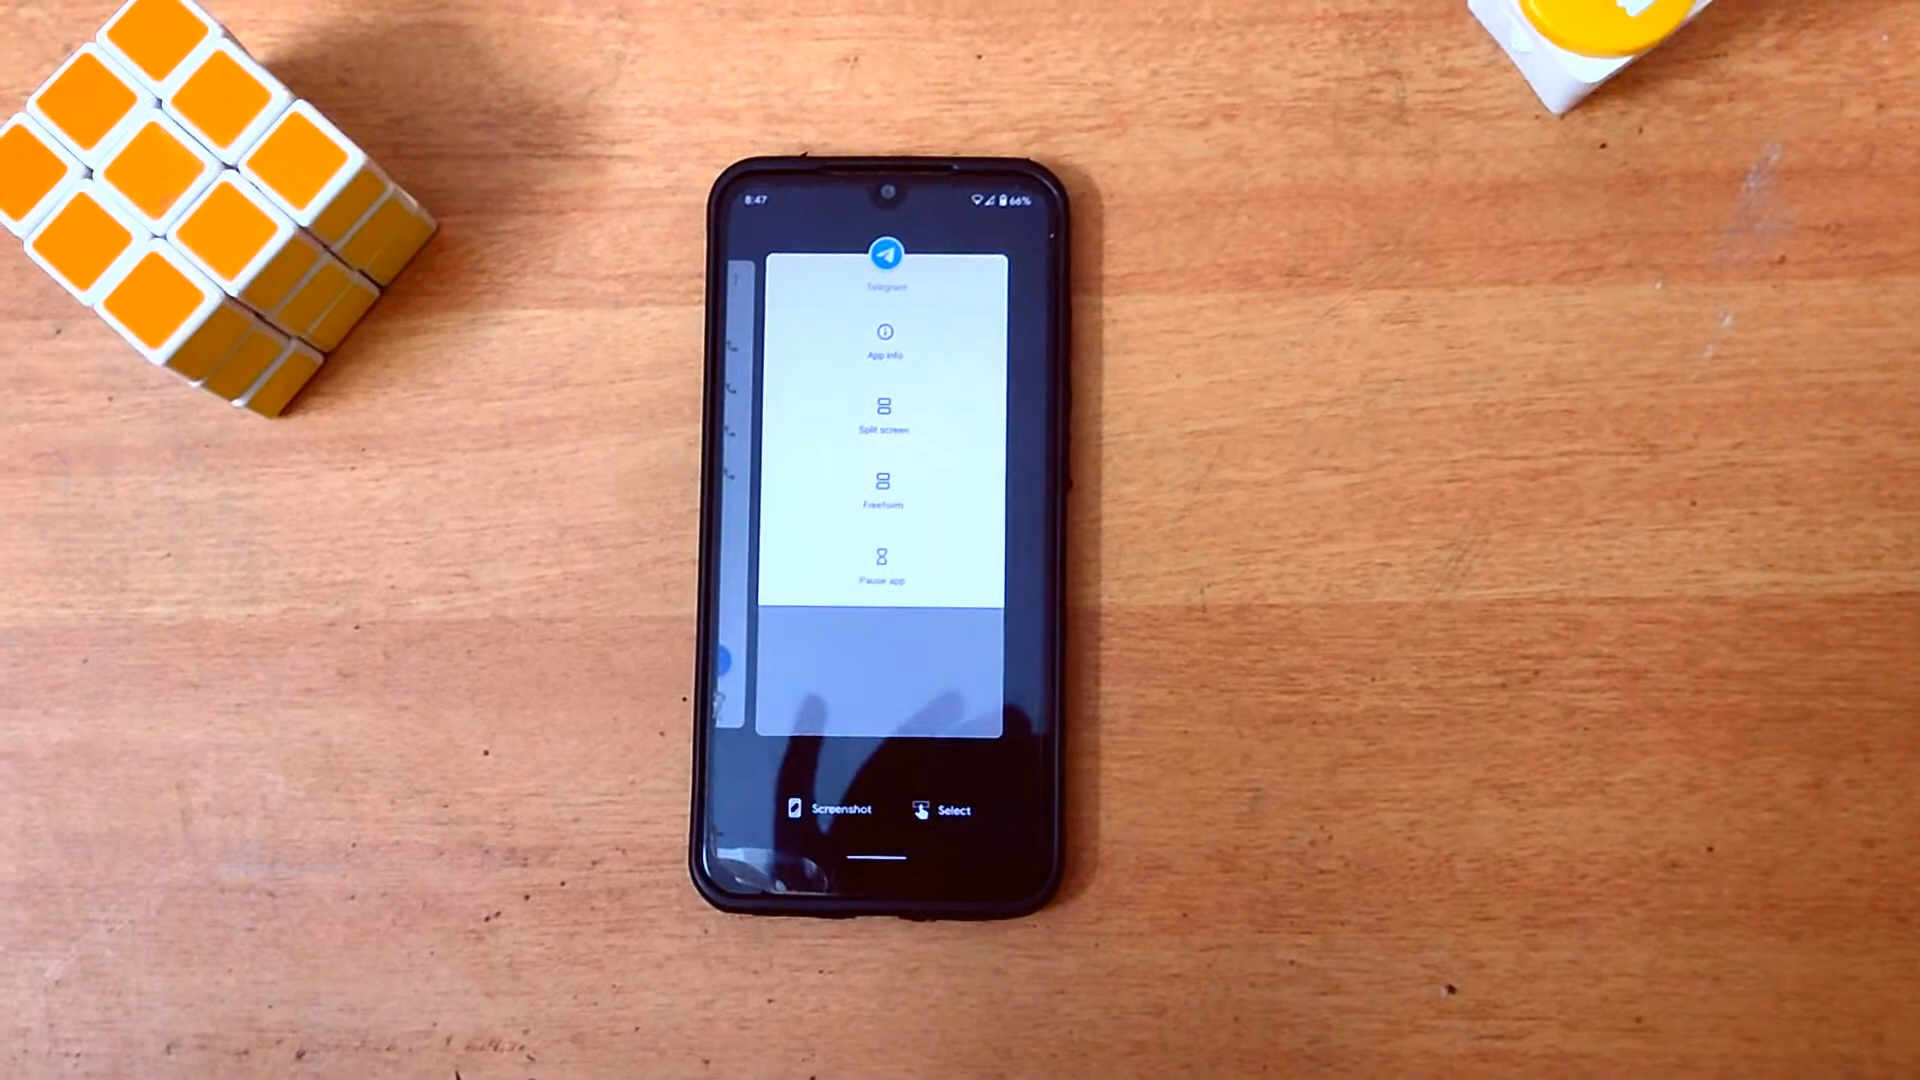 8:47
66%
Telegram
App info
Split screen
Freeform
Pause app
Screenshot
Select